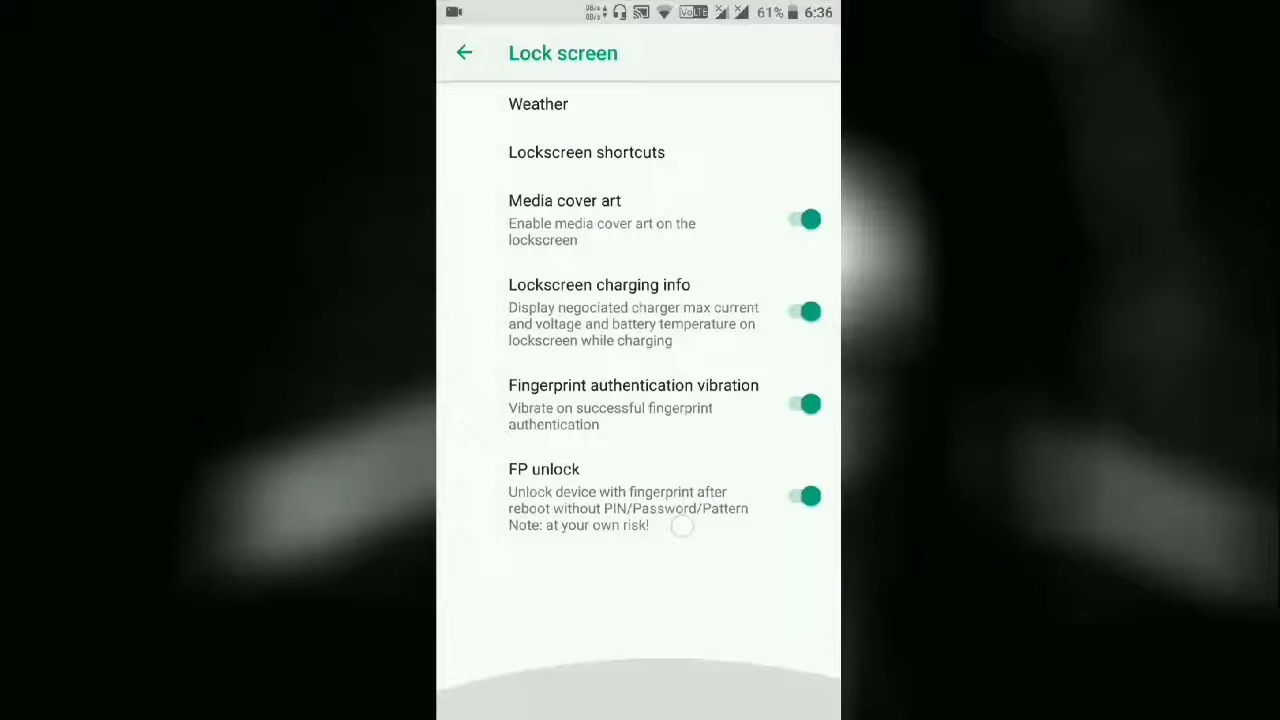 0B/s
0B/s
VoLTE
61%
6:36
Lock screen
Weather
Lockscreen shortcuts
Media cover art
Enable media cover art on the
lockscreen
Lockscreen charging info
Display negociated charger max current
and voltage and battery temperature on
lockscreen while charging
Fingerprint authentication vibration
Vibrate on successful fingerprint
authentication
FP unlock
Unlock device with fingerprint after
reboot without PIN/Password/Pattern
Note: at your own risk!